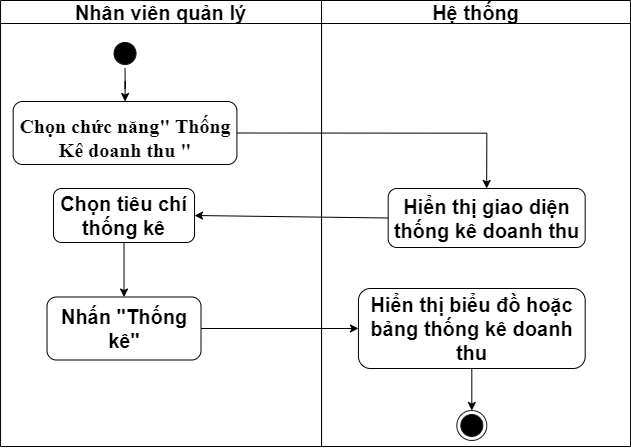 Nhân viên quản lý
Hệ thống
Chọn chức năng" Thống
Kê doanh thu "
Hiển thị giao diện
thống kê doanh thu
Chọn tiêu chí
thống kê
Nhấn "Thống
kê"
Hiển thị biểu đồ hoặc
bảng thống kê doanh
thu